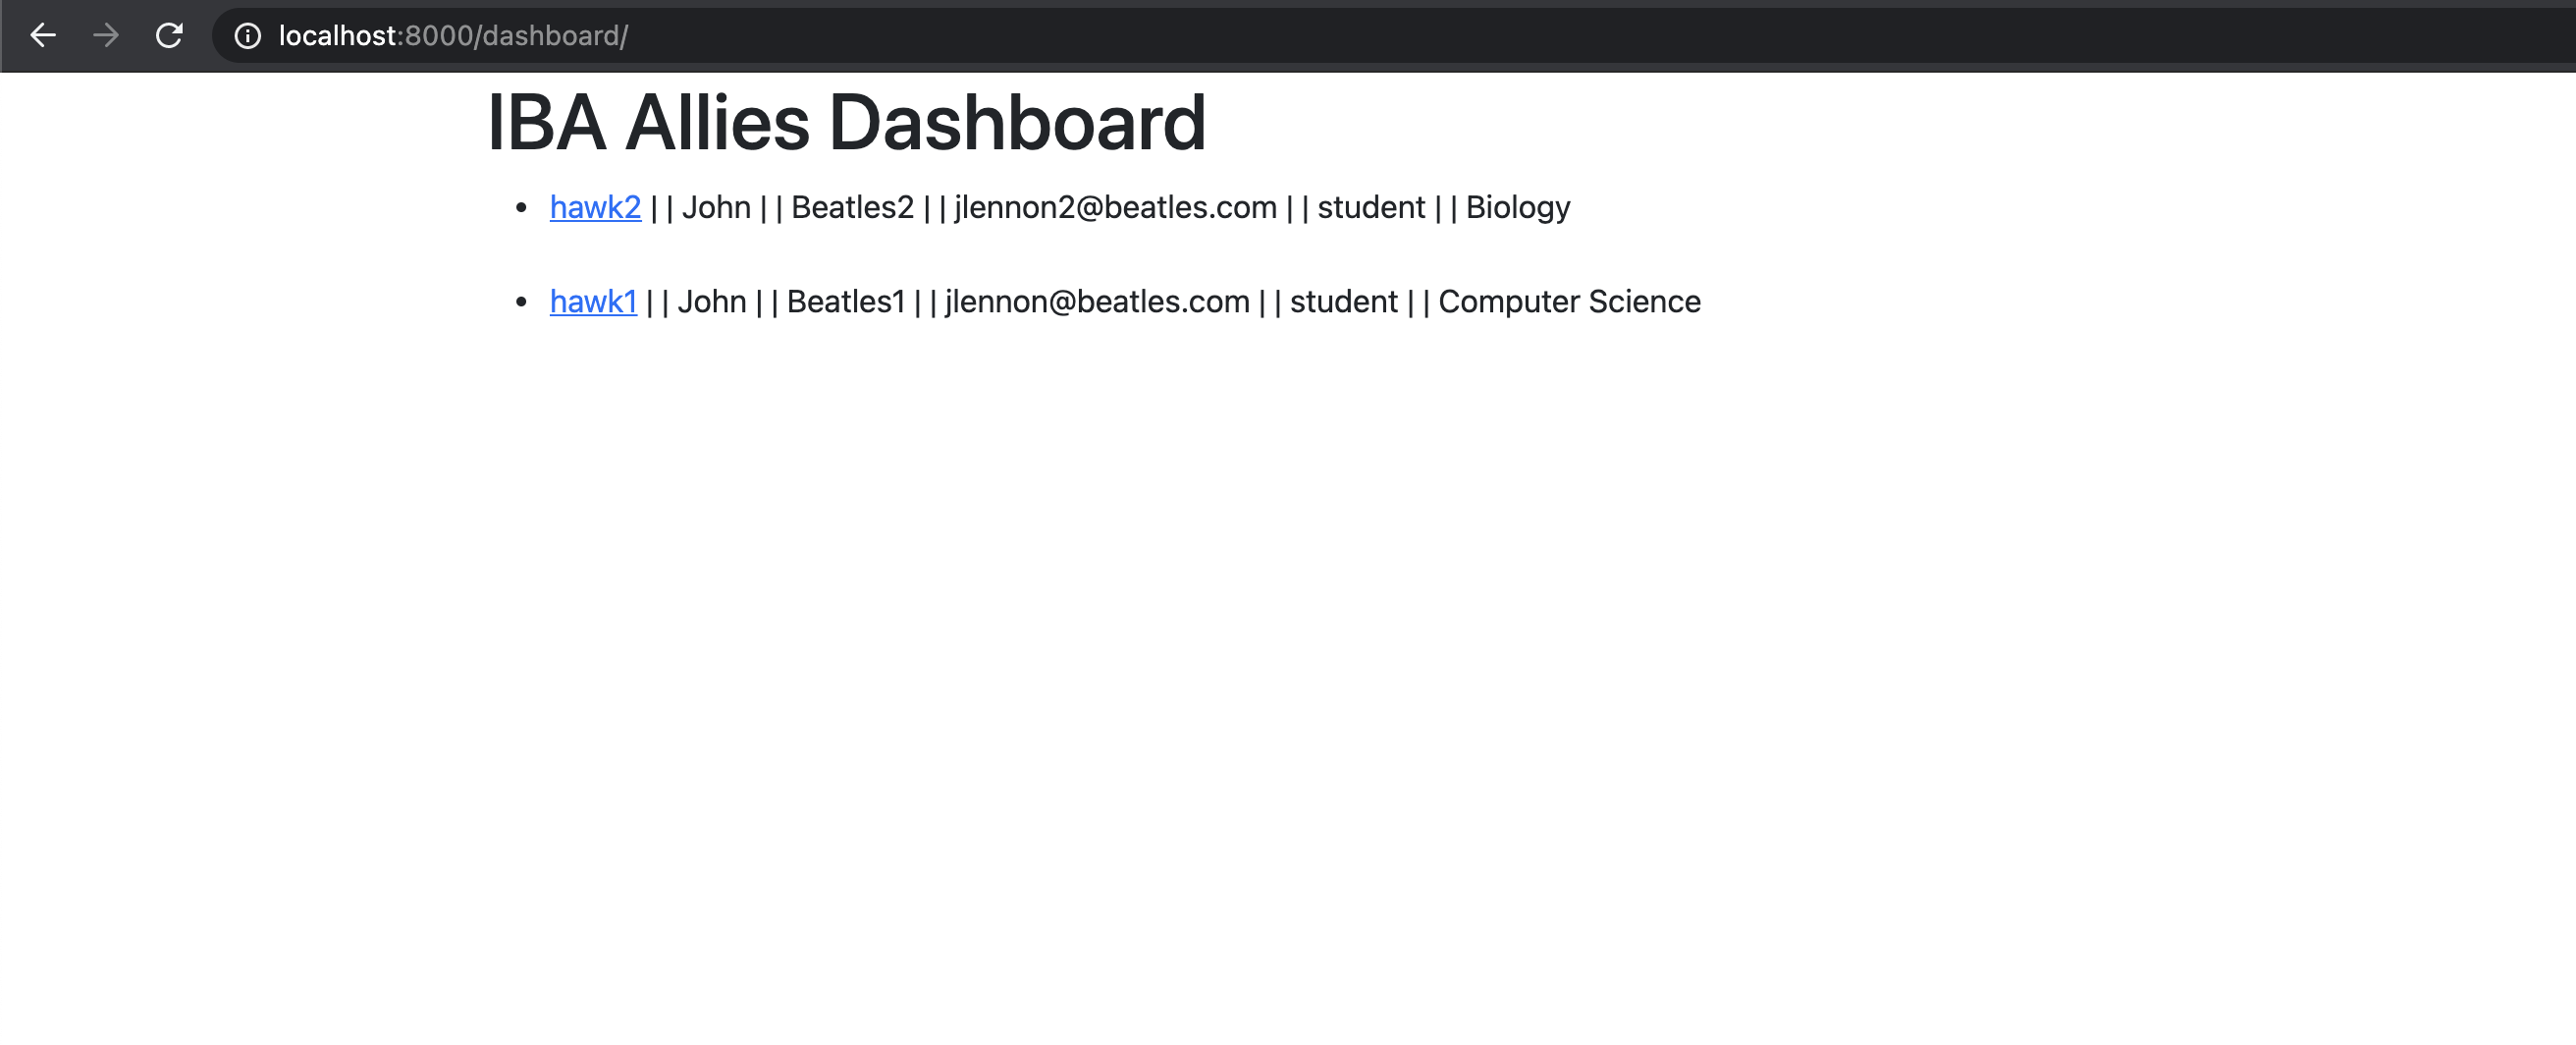 localhost:8000/dashboard/
IBA Allies Dashboard
• hawk2 | | John | | Beatles2 | | jlennon2@beatles.com | | student | | Biology
• hawk1 | | John | | Beatles1 | | jlennon@beatles.com | | student | | Computer Science